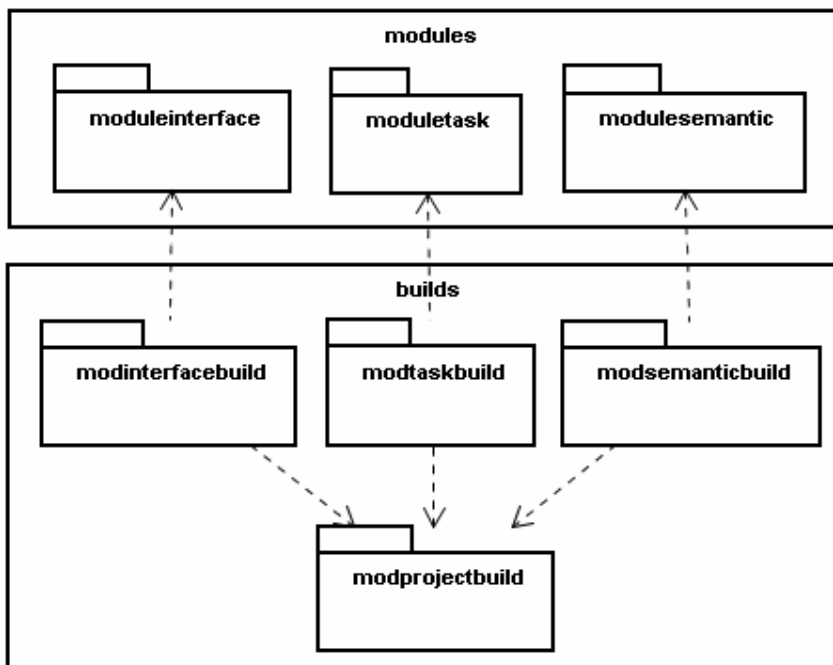 modules
moduleinterface
moduletask
modulesemantic
builds
modinterfacebuild
modtaskbuild
modsemanticbuild
modprojectbuild